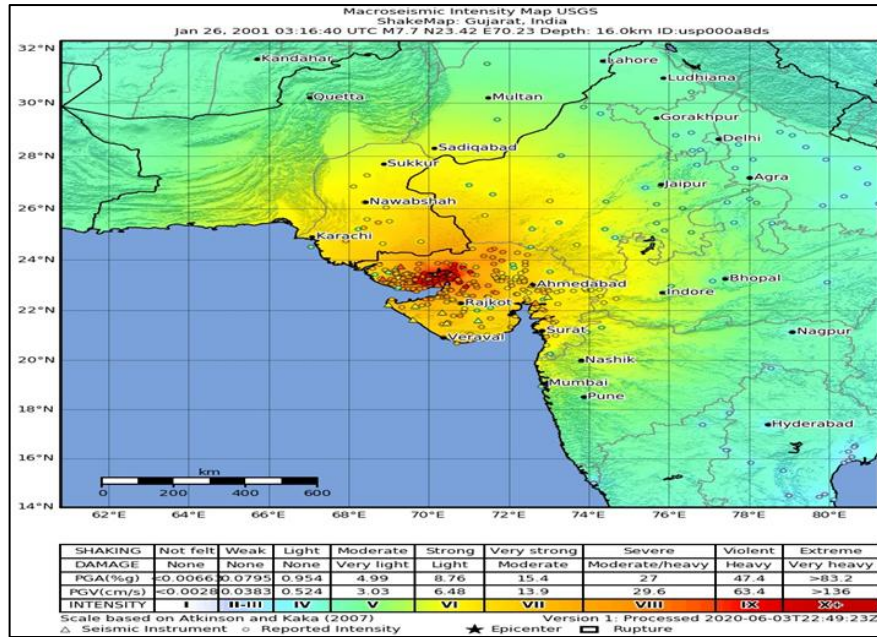 Macroseismic Intensity Map USGS
ShakeMap: Gujarat, India
Jan 26, 2001 03:16:40 UTC M7.7 N23.42 E70.23 Depth: 16.0km ID:usp000a8ds
32°N
Kandahar
Lahore
Ludhiana
30°N
Quetta
Multan
Gorakhpur
Delhi
28°N
Sadiqabad
Sukkur
Jaipur
Agra
26°N
Nawabshah
Karachi
24°N
Ahmedabad
Bhopal
Indore
22°N
Rajkot
Surat
Nagpur
Veraval
20°N
Nashik
Mumbai
Pune
18°N
Hyderabad
16°N
km
0 200 400 600
14°N
62°E 64°E 66°E 68°E 70°E 72°E 74°E 76°E 78°E 80°E
SHAKING Not felt Weak Light Moderate Strong Very strong Severe Violent Extreme
DAMAGE None None None Very light Light Moderate Moderate/heavy Heavy Very heavy
PGA(%g) <0.00663 0.0795 0.954 4.99 8.76 15.4 27 47.4 >83.2
PGV(cm/s) <0.0028 0.0383 0.524 3.03 6.48 13.9 29.6 63.4 >136
INTENSITY I II-III IV V VI VII VIII IX X+
Scale based on Atkinson and Kaka (2007) Version 1: Processed 2020-06-03T22:49:23Z
△ Seismic Instrument ○ Reported Intensity ★ Epicenter ▭ Rupture